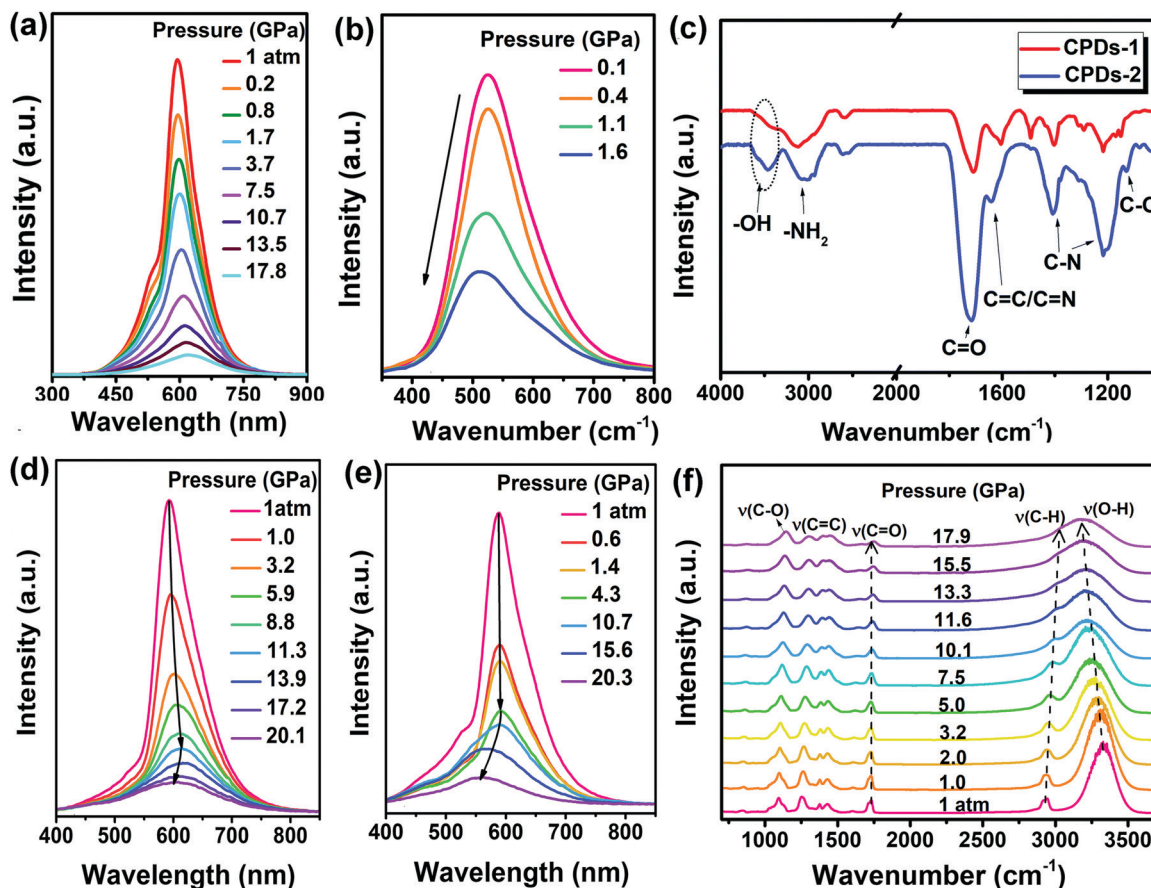 (a)
Pressure (GPa)
1 atm
0.2
0.8
1.7
3.7
7.5
10.7
13.5
17.8
Intensity (a.u.)
300 450 600 750 900
Wavelength (nm)
(b)
Pressure (GPa)
0.1
0.4
1.1
1.6
Intensity (a.u.)
400 500 600 700 800
Wavenumber (cm-1)
(c)
CPDs-1
CPDs-2
-OH
-NH2
C=O
C=C/C=N
C-N
C-O
Intensity (a.u.)
4000 3000 2000 1600 1200
Wavenumber (cm-1)
(d)
Pressure (GPa)
1atm
1.0
3.2
5.9
8.8
11.3
13.9
17.2
20.1
Intensity (a.u.)
400 500 600 700 800
Wavelength (nm)
(e)
Pressure (GPa)
1 atm
0.6
1.4
4.3
10.7
15.6
20.3
Intensity (a.u.)
400 500 600 700 800
Wavelength (nm)
(f)
Pressure (GPa)
ν(C-O)
ν(C=C)
ν(C=O)
ν(C-H)
ν(O-H)
17.9
15.5
13.3
11.6
10.1
7.5
5.0
3.2
2.0
1.0
1 atm
Intensity (a.u.)
1000 1500 2000 2500 3000 3500
Wavenumber (cm-1)